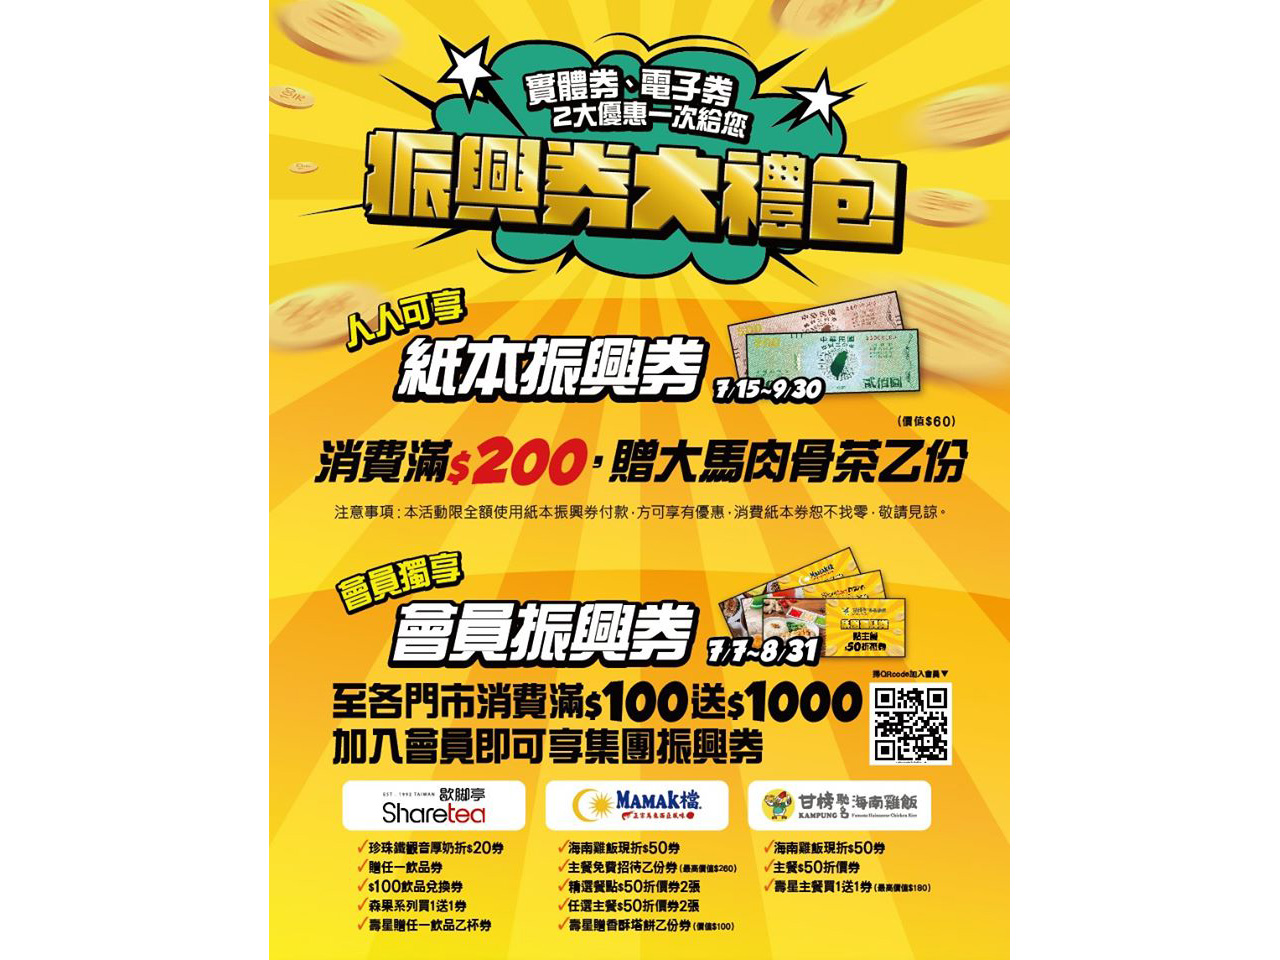 實體券、電子券
2大優惠一次給您
振興券大禮包
人人可享
紙本振興券 7/15~9/30
(價值$60)
消費滿$200,贈大馬肉骨茶乙份
注意事項:本活動限全額使用紙本振興券付款,方可享有優惠,消費紙本券恕不找零,敬請見諒。
會員獨享
會員振興券 7/7~8/31
掃QRcode加入會員▼
至各門市消費滿$100送$1000
加入會員即可享集團振興券
EST . 1992 TAIWAN 歇脚亭
Sharetea
✓珍珠鐵觀音厚奶折$20券
✓贈任一飲品券
✓$100飲品兌換券
✓森果系列買1送1券
✓壽星贈任一飲品乙杯券
MAMAK檔
正宗馬來西亞風味
✓海南雞飯現折$50券
✓主餐免費招待乙份券(最高價值$260)
✓精選餐點$50折價券2張
✓任選主餐$50折價券2張
✓壽星贈香酥塔餅乙份券(價值$100)
甘榜馳名海南雞飯
KAMPUNG Famous Hainanese Chicken Rice
✓海南雞飯現折$50券
✓主餐$50折價券
✓壽星主餐買1送1券(最高價值$180)